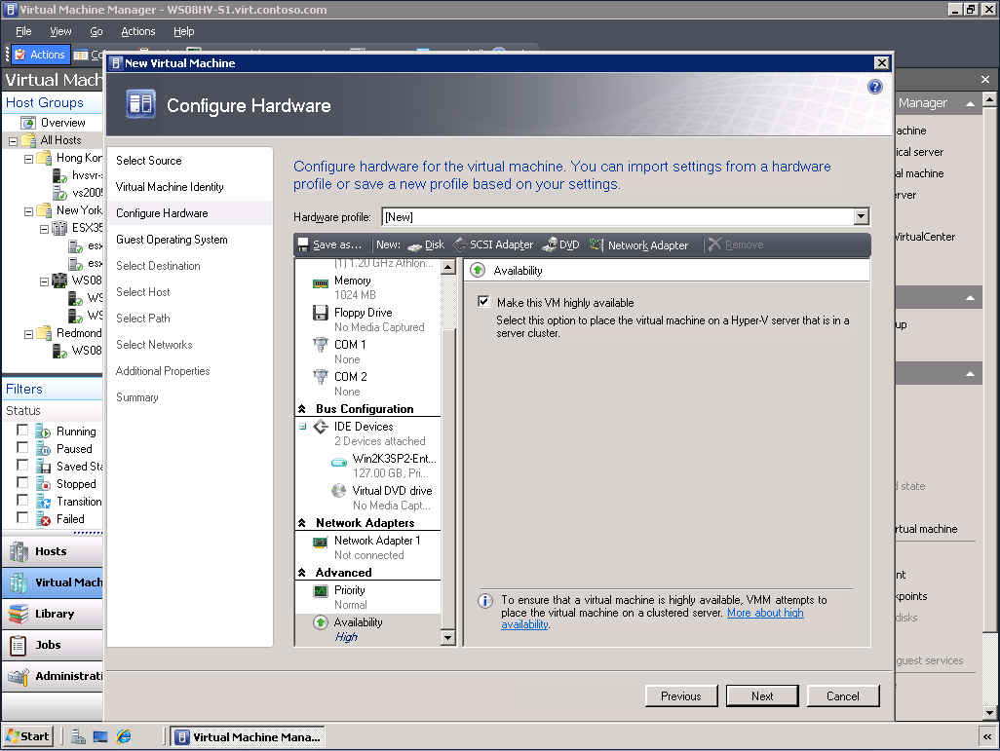 Virtual Machine Manager - WS08HV-S1.virt.contoso.com
File View Go Actions Help
Actions
Virtual Mach
Host Groups
Overview
All Hosts
Hong Kon
hvsvr-
vs2005
New York
ESX35
esx
esx
WS08
WS
WS
Redmond
WS08
Filters
Status
Running
Paused
Saved Sta
Stopped
Transition
Failed
Hosts
Virtual Mach
Library
Jobs
Administrati
New Virtual Machine
Configure Hardware
Select Source
Virtual Machine Identity
Configure Hardware
Guest Operating System
Select Destination
Select Host
Select Path
Select Networks
Additional Properties
Summary
Configure hardware for the virtual machine. You can import settings from a hardware
profile or save a new profile based on your settings.
Hardware profile: [New]
Save as... New: Disk SCSI Adapter DVD Network Adapter Remove
(1) 1.20 GHz Athlon...
Memory
1024 MB
Floppy Drive
No Media Captured
COM 1
None
COM 2
None
Bus Configuration
IDE Devices
2 Devices attached
Win2K3SP2-Ent...
127.00 GB, Pri...
Virtual DVD drive
No Media Capt...
Network Adapters
Network Adapter 1
Not connected
Advanced
Priority
Normal
Availability
High
Availability
Make this VM highly available
Select this option to place the virtual machine on a Hyper-V server that is in a
server cluster.
To ensure that a virtual machine is highly available, VMM attempts to
place the virtual machine on a clustered server. More about high
availability.
Previous Next Cancel
Manager
achine
ical server
al machine
erver
VirtualCenter
up
d state
rtual machine
nt
kpoints
disks
guest services
Start Virtual Machine Mana...